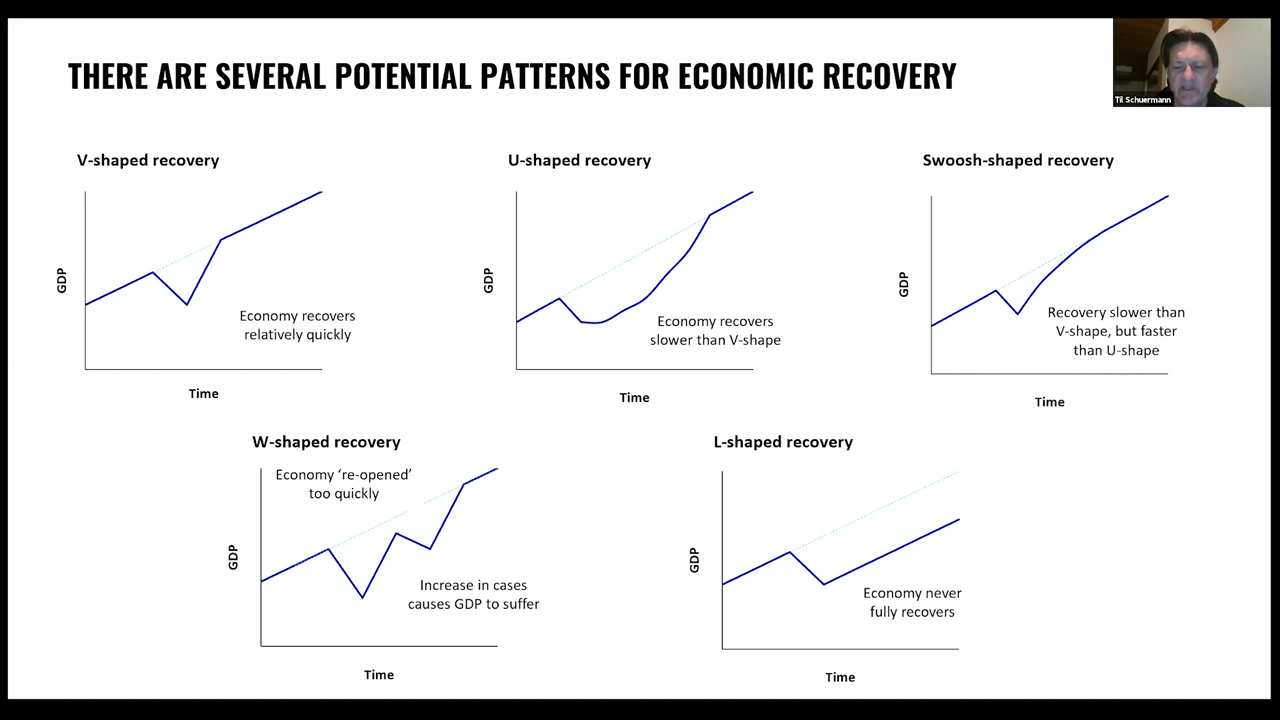 THERE ARE SEVERAL POTENTIAL PATTERNS FOR ECONOMIC RECOVERY
Til Schuermann
V-shaped recovery
GDP
Economy recovers
relatively quickly
Time
U-shaped recovery
GDP
Economy recovers
slower than V-shape
Time
Swoosh-shaped recovery
GDP
Recovery slower than
V-shape, but faster
than U-shape
Time
W-shaped recovery
Economy ‘re-opened’
too quickly
GDP
Increase in cases
causes GDP to suffer
Time
L-shaped recovery
GDP
Economy never
fully recovers
Time